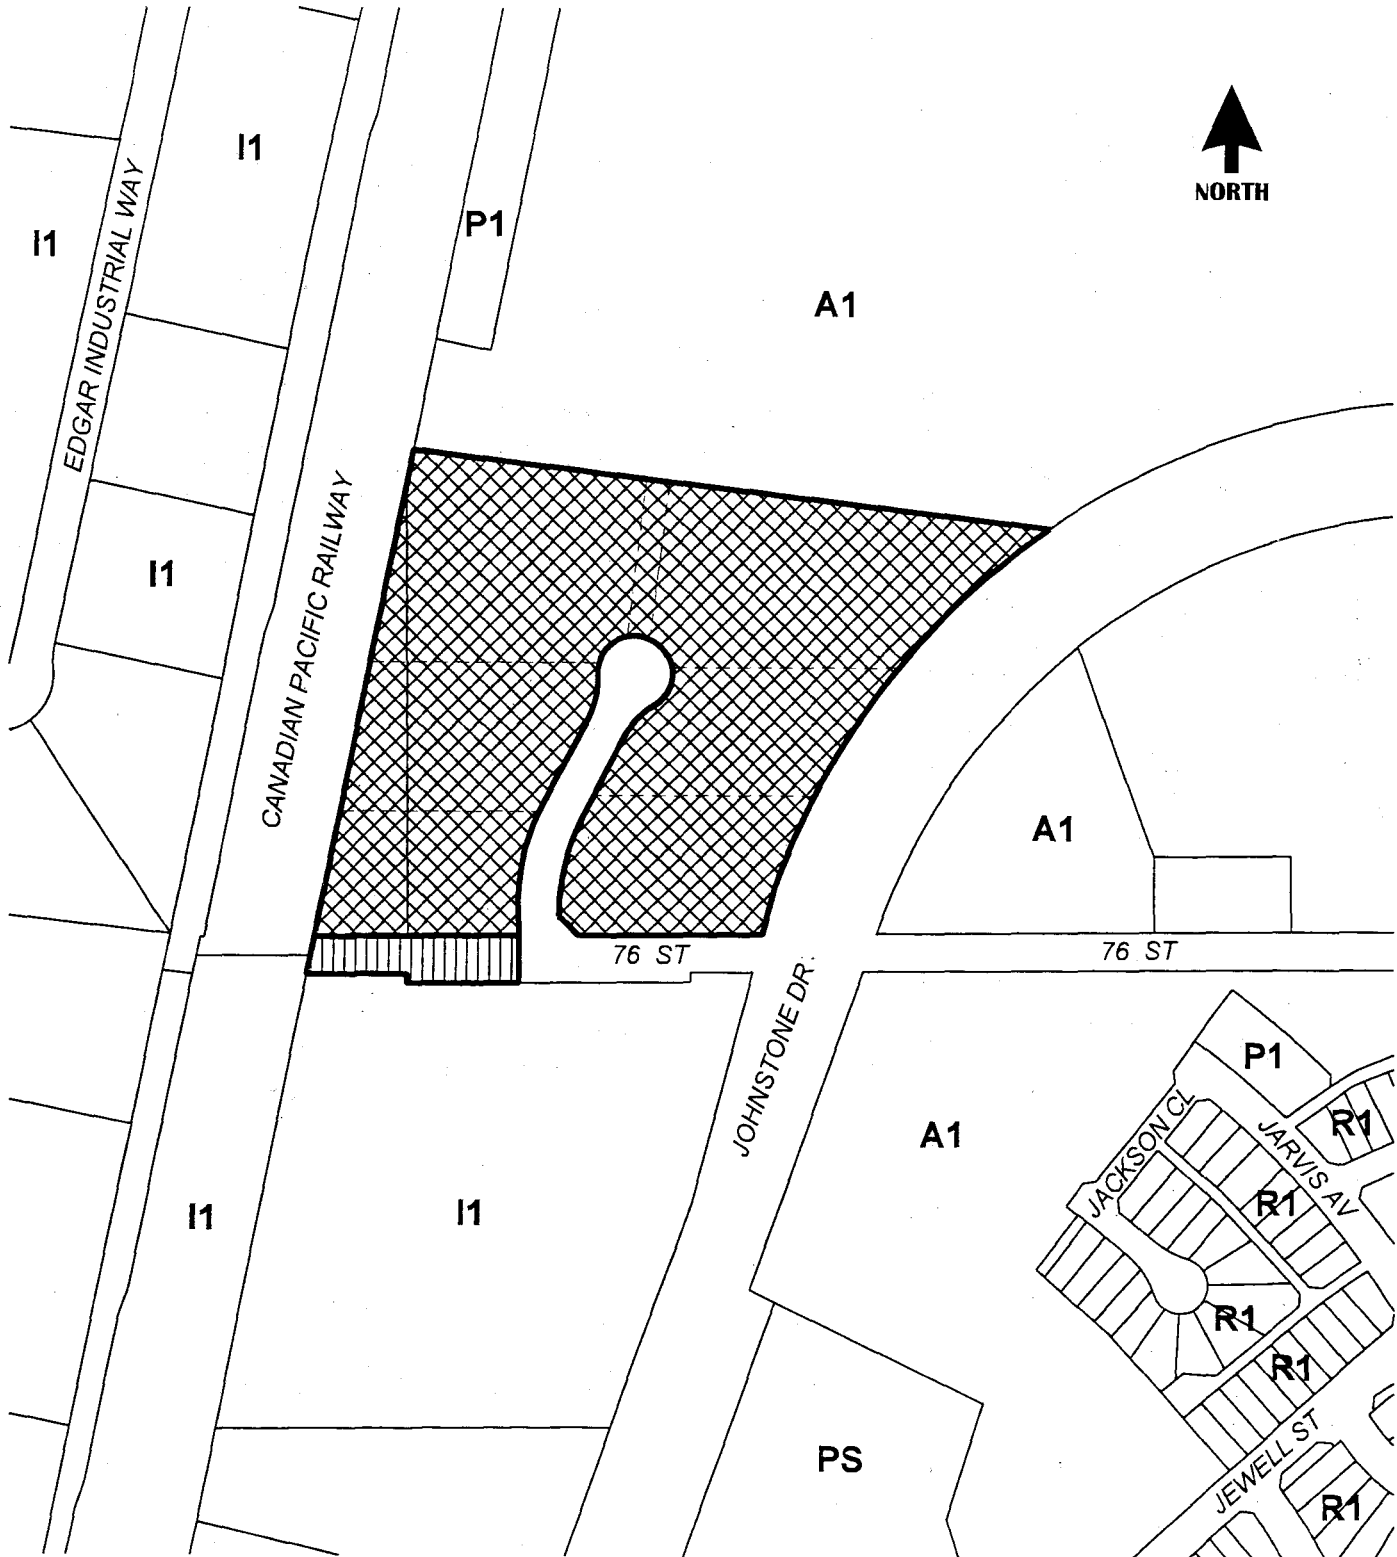 I1
NORTH
EDGAR INDUSTRIAL WAY
P1
I1
A1
CANADIAN PACIFIC RAILWAY
I1
A1
76 ST
76 ST
JOHNSTONE DR.
P1
JACKSON CL
R1
JARVIS AV
A1
R1
I1
I1
R1
R1
PS
JEWELL ST
R1